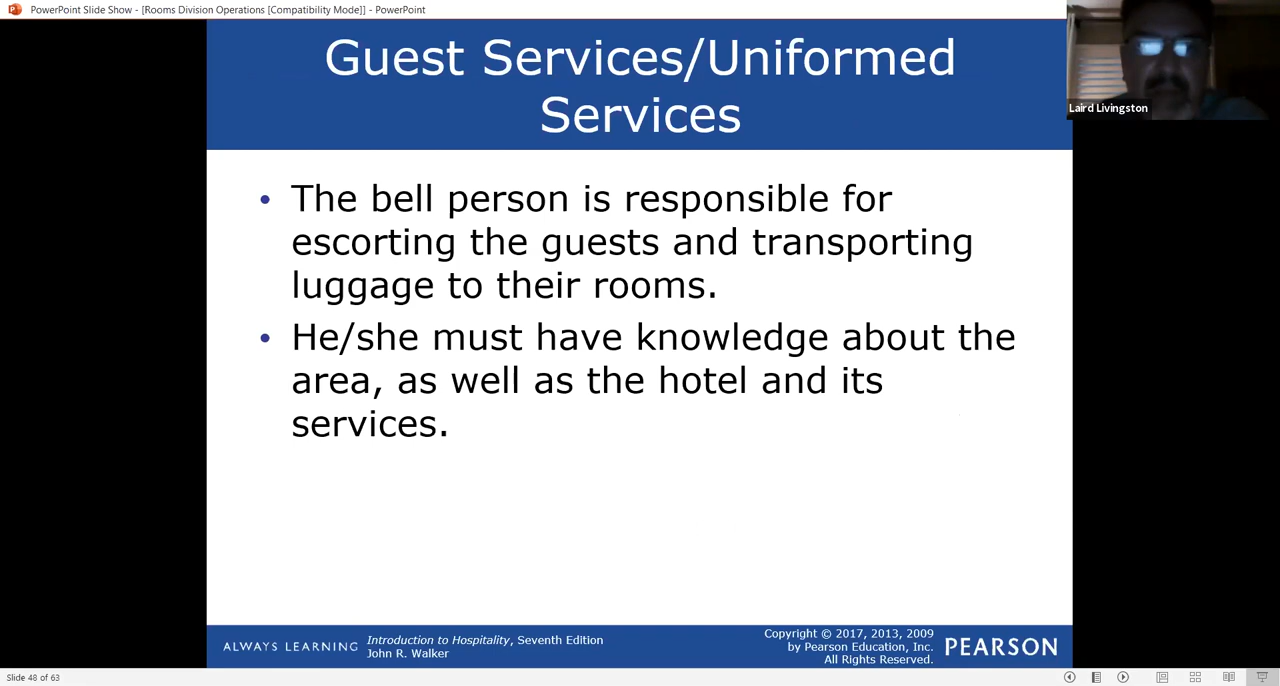 PowerPoint Slide Show - [Rooms Division Operations [Compatibility Mode]] - PowerPoint
Guest Services/Uniformed
Services
Laird Livingston
• The bell person is responsible for
escorting the guests and transporting
luggage to their rooms.
• He/she must have knowledge about the
area, as well as the hotel and its
services.
ALWAYS LEARNING
Introduction to Hospitality, Seventh Edition
John R. Walker
Copyright © 2017, 2013, 2009
by Pearson Education, Inc.
All Rights Reserved.
PEARSON
Slide 48 of 63